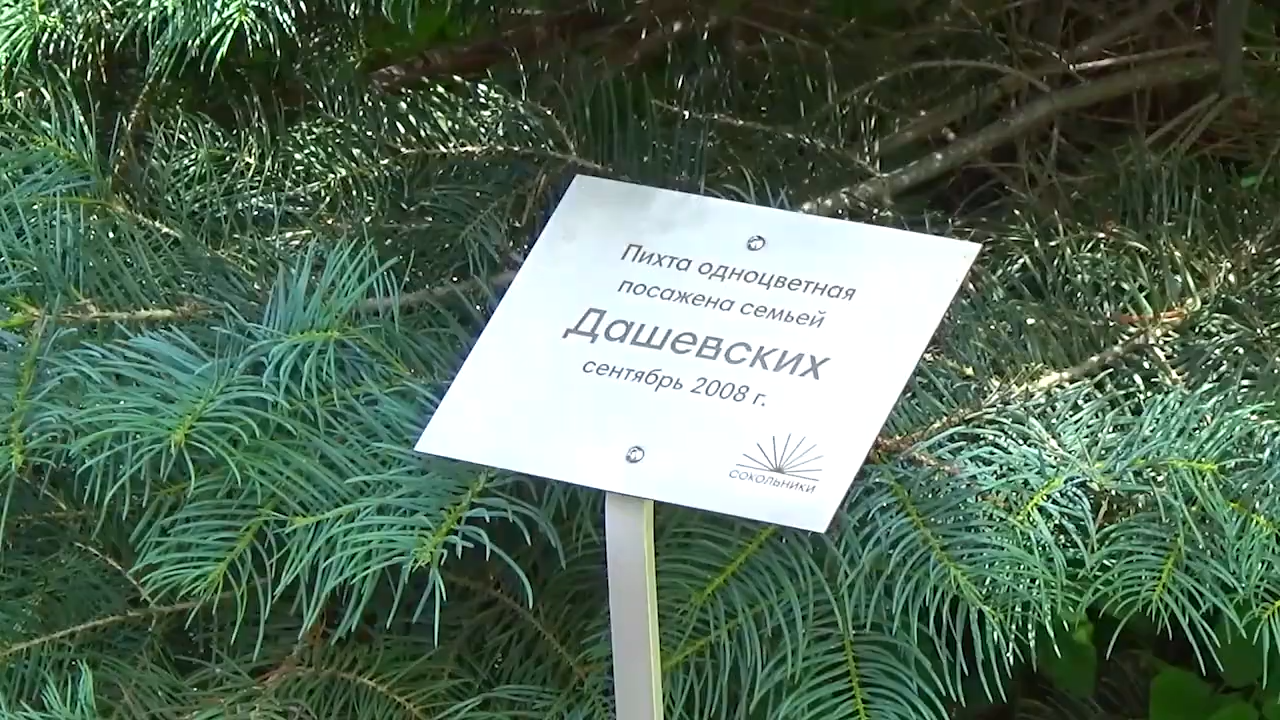 Пихта одноцветная
посажена семьей
Дашевских
сентябрь 2008 г.
СОКОЛЬНИКИ